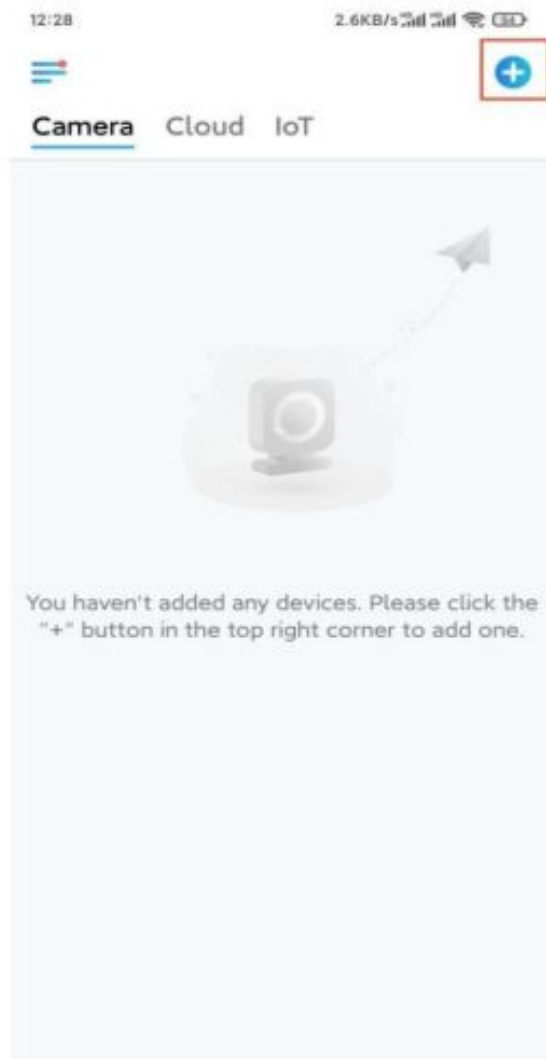 12:28 2.6KB/s 54
Camera Cloud IoT
You haven't added any devices. Please click the
"+" button in the top right corner to add one.